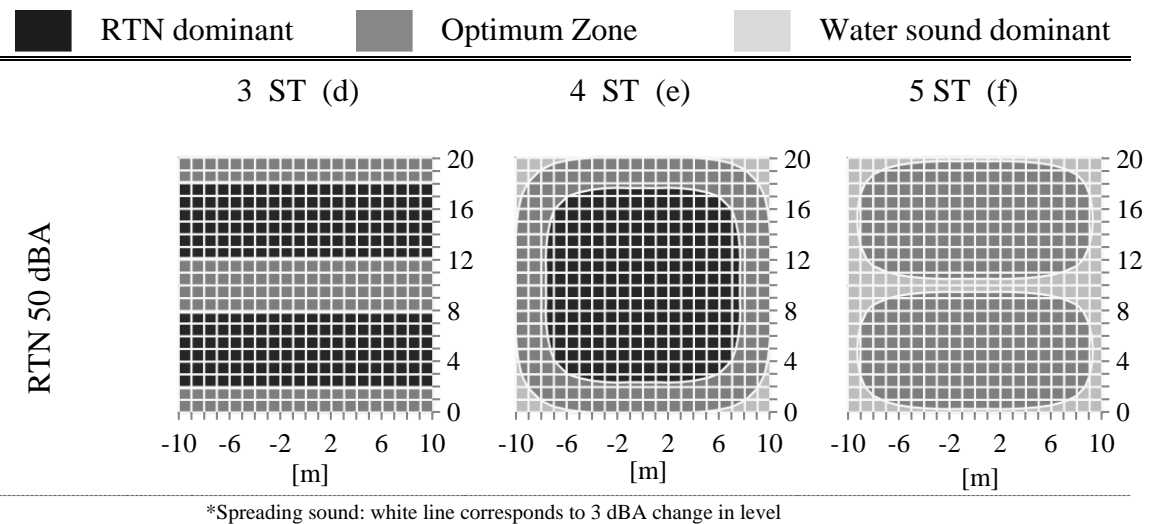 RTN dominant Optimum Zone Water sound dominant
3 ST (d) 4 ST (e) 5 ST (f)
RTN 50 dBA
20 20 20
16 16 16
12 12 12
8 8 8
4 4 4
0 0 0
-10 -6 -2 2 6 10 -10 -6 -2 2 6 10 -10 -6 -2 2 6 10
[m] [m] [m]
*Spreading sound: white line corresponds to 3 dBA change in level